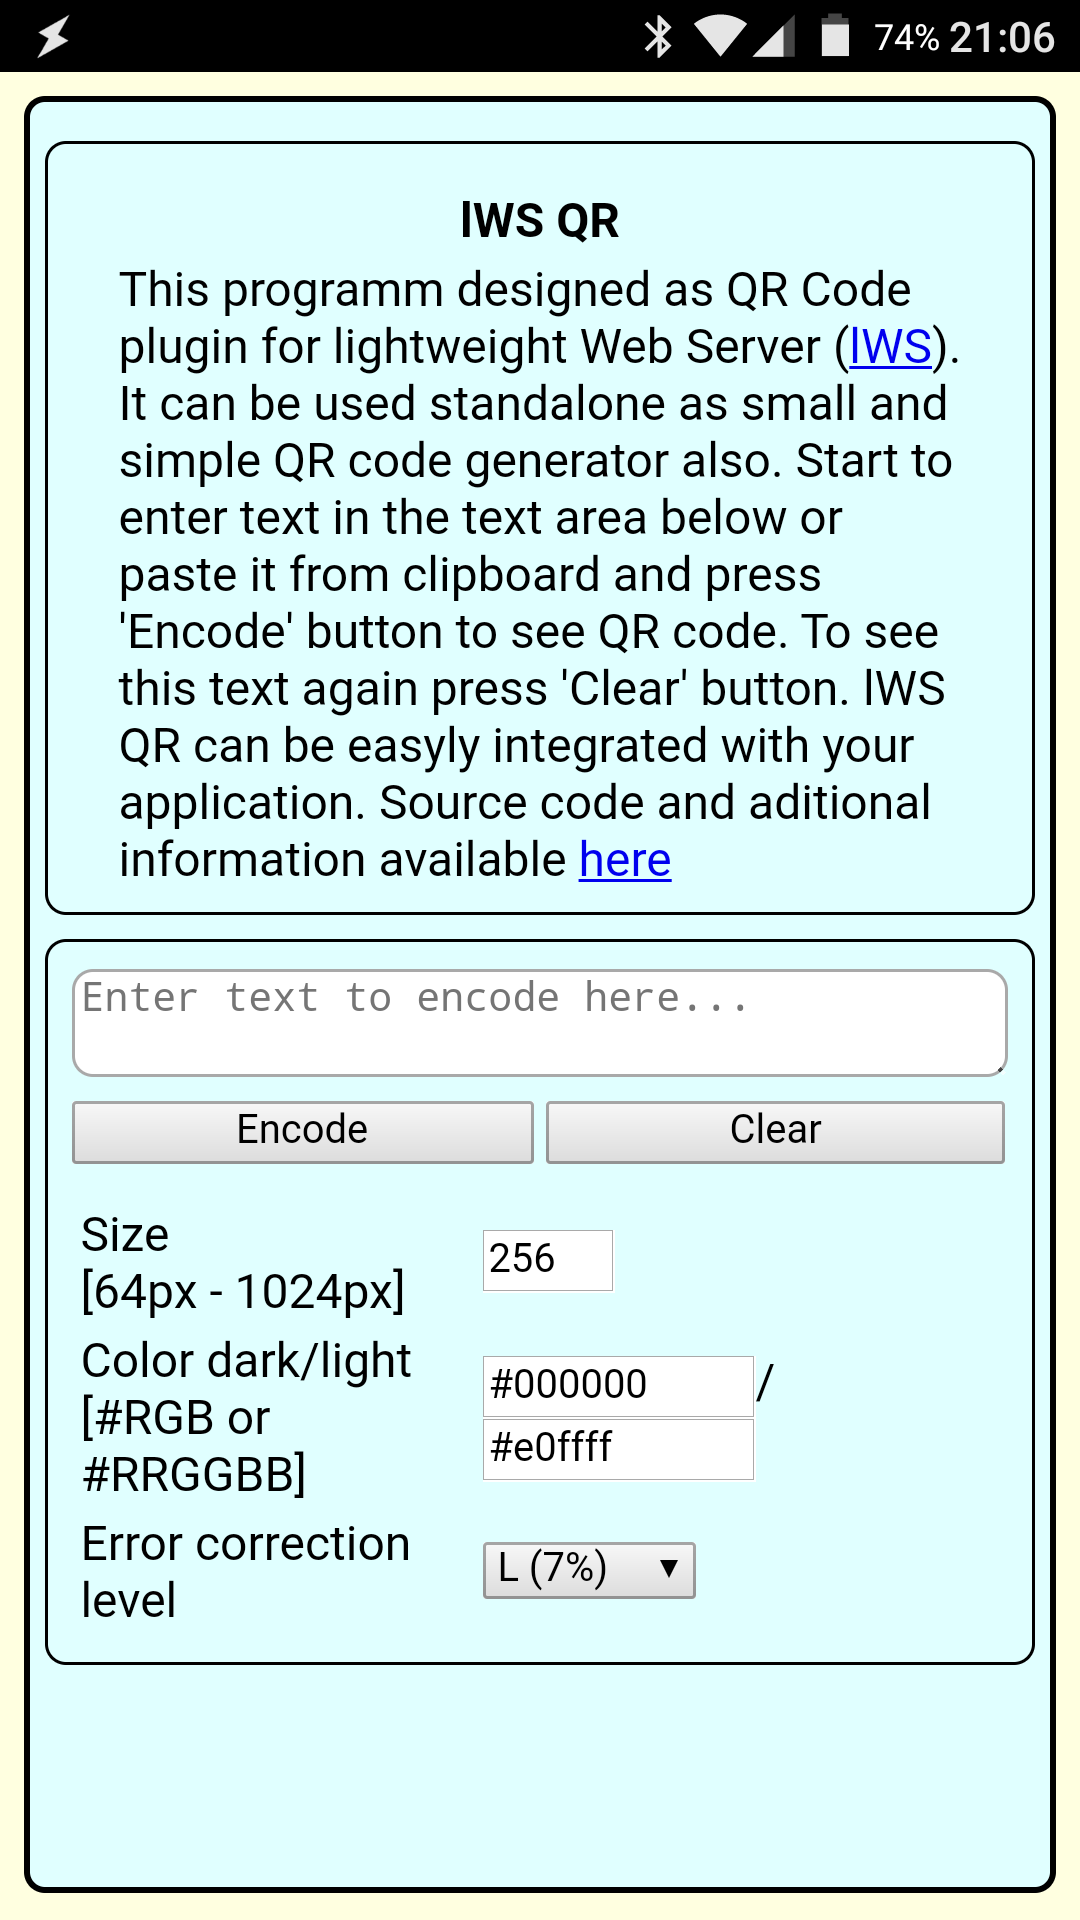 74% 21:06
lWS QR
This programm designed as QR Code
plugin for lightweight Web Server (lWS).
It can be used standalone as small and
simple QR code generator also. Start to
enter text in the text area below or
paste it from clipboard and press
'Encode' button to see QR code. To see
this text again press 'Clear' button. lWS
QR can be easyly integrated with your
application. Source code and aditional
information available here
Enter text to encode here...
Encode Clear
Size
[64px - 1024px]
256
Color dark/light
[#RGB or
#RRGGBB]
#000000 /
#e0ffff
Error correction
level
L (7%) ▼